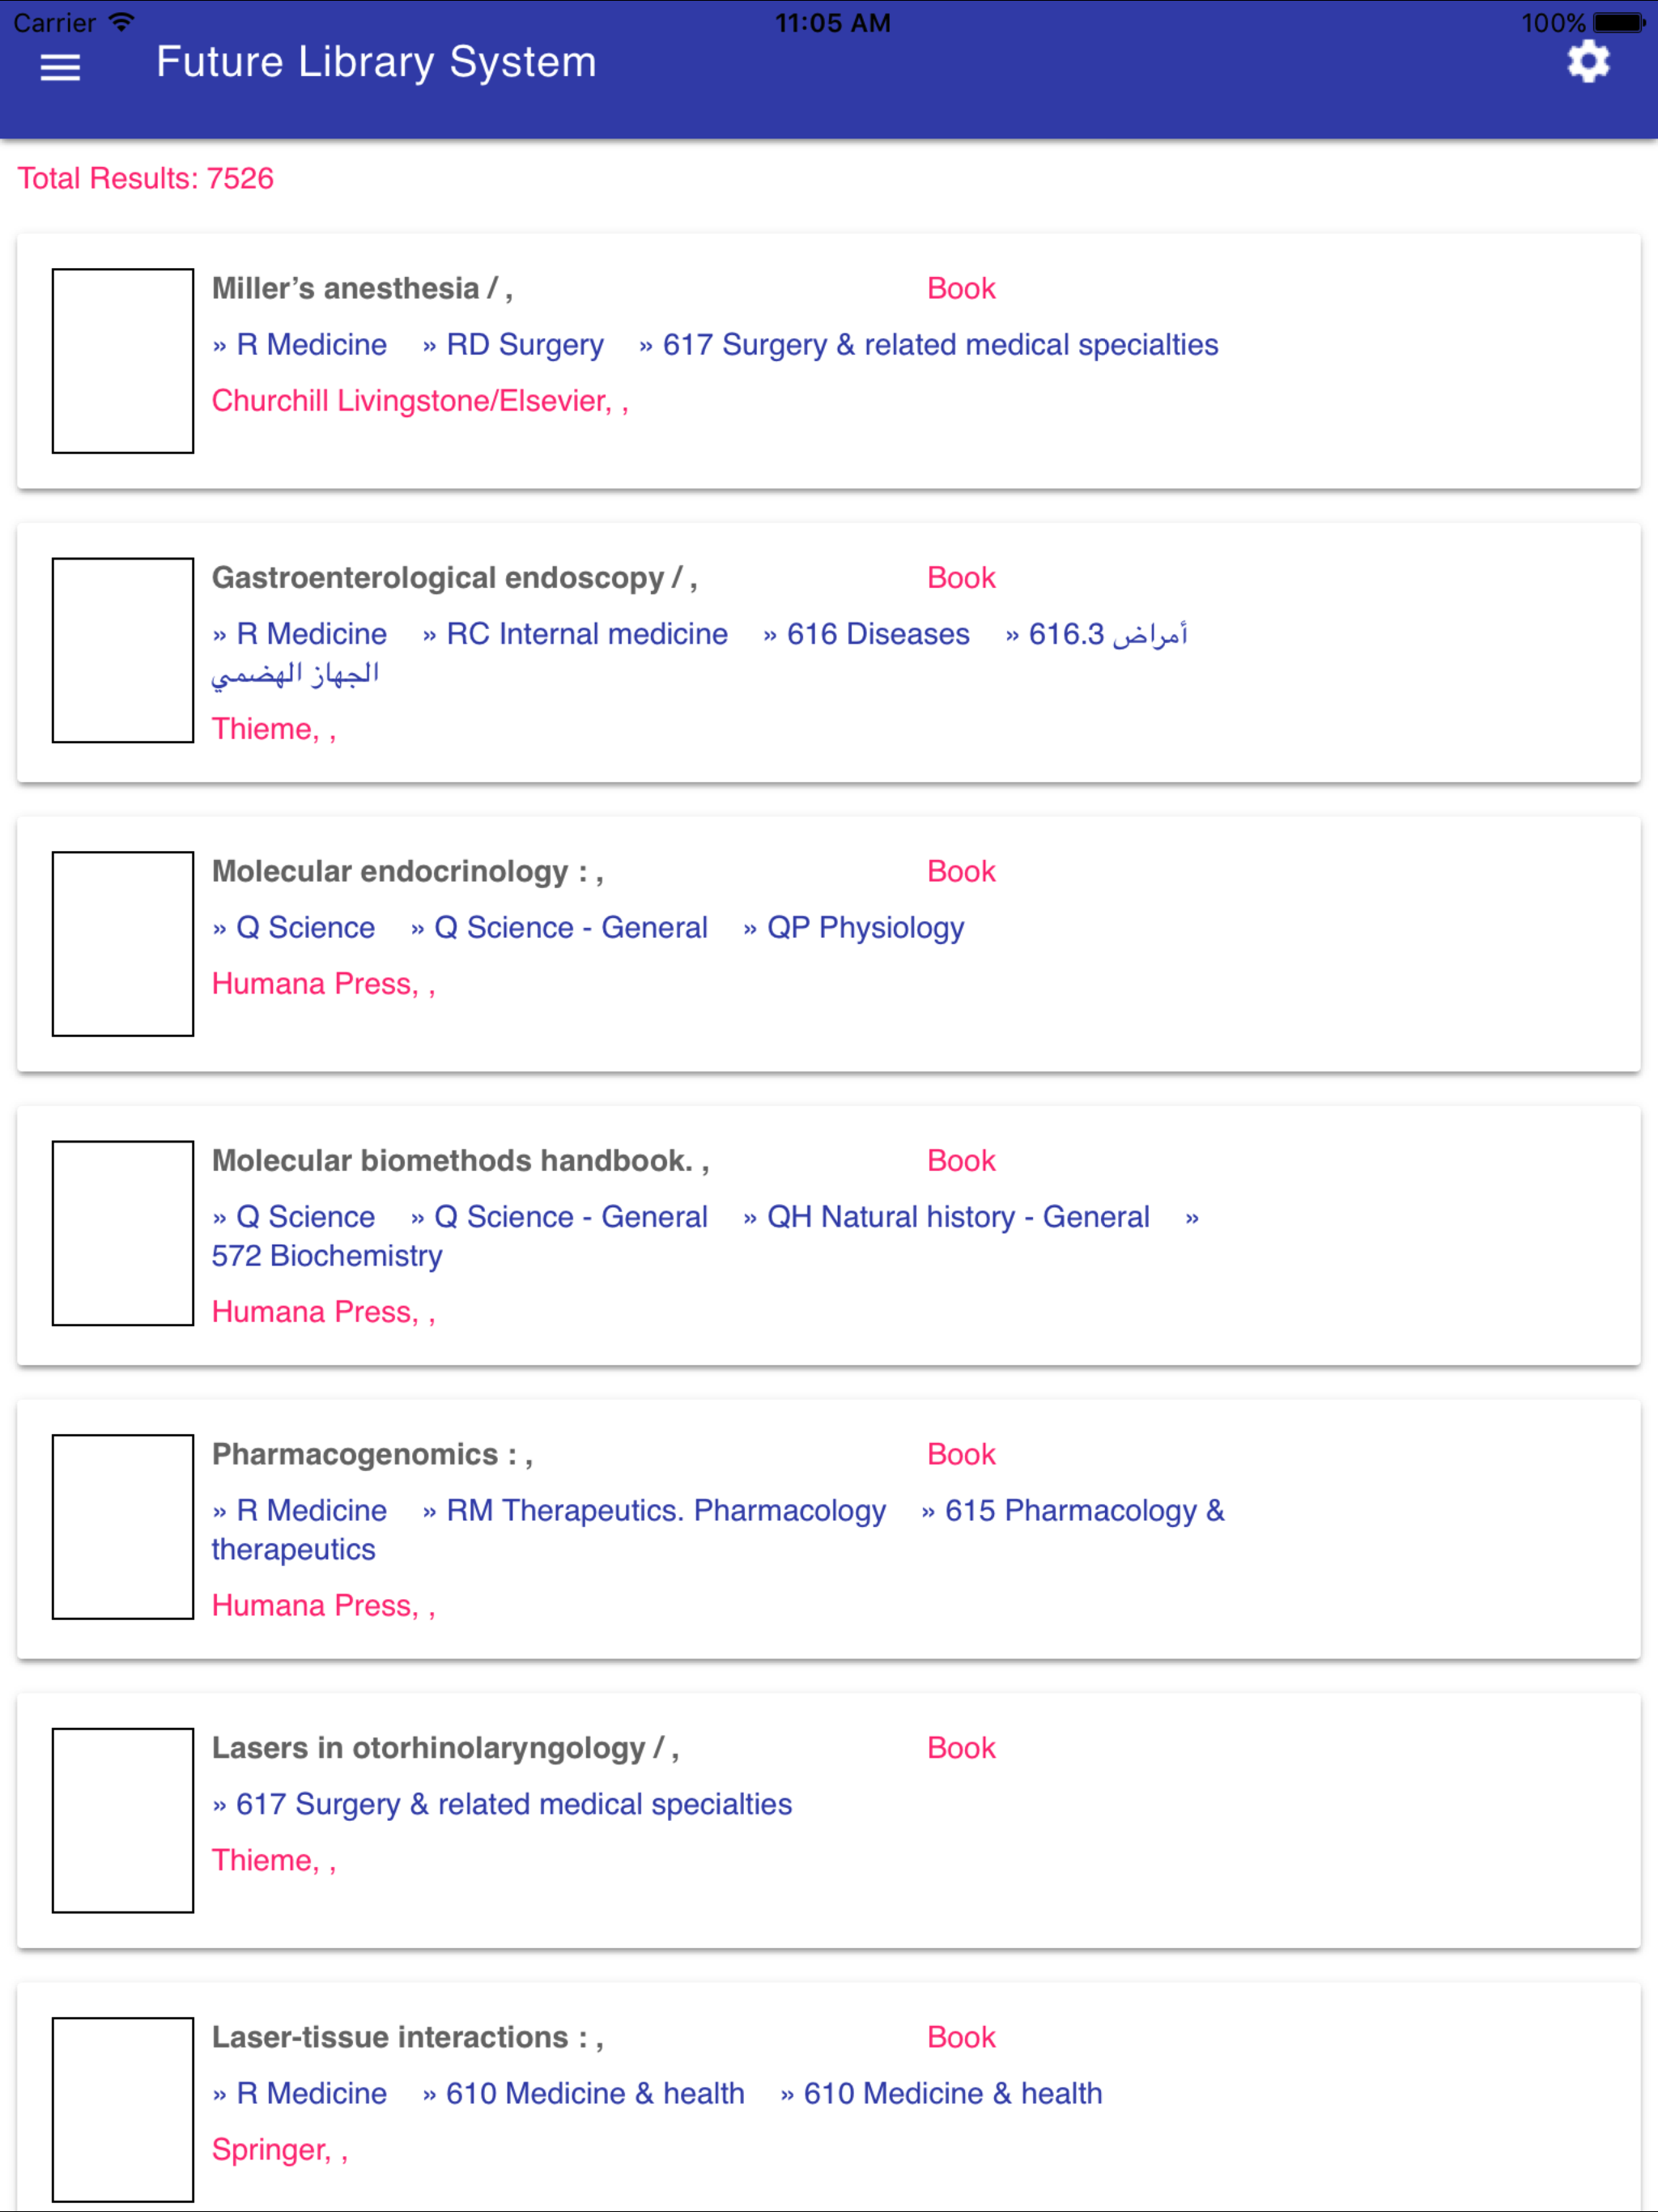 Carrier 11:05 AM 100%
Future Library System
Total Results: 7526
Miller’s anesthesia / , Book
» R Medicine » RD Surgery » 617 Surgery & related medical specialties
Churchill Livingstone/Elsevier, ,
Gastroenterological endoscopy / , Book
» R Medicine » RC Internal medicine » 616 Diseases » 616.3 أمراض
الجهاز الهضمي
Thieme, ,
Molecular endocrinology : , Book
» Q Science » Q Science - General » QP Physiology
Humana Press, ,
Molecular biomethods handbook. , Book
» Q Science » Q Science - General » QH Natural history - General »
572 Biochemistry
Humana Press, ,
Pharmacogenomics : , Book
» R Medicine » RM Therapeutics. Pharmacology » 615 Pharmacology &
therapeutics
Humana Press, ,
Lasers in otorhinolaryngology / , Book
» 617 Surgery & related medical specialties
Thieme, ,
Laser-tissue interactions : , Book
» R Medicine » 610 Medicine & health » 610 Medicine & health
Springer, ,